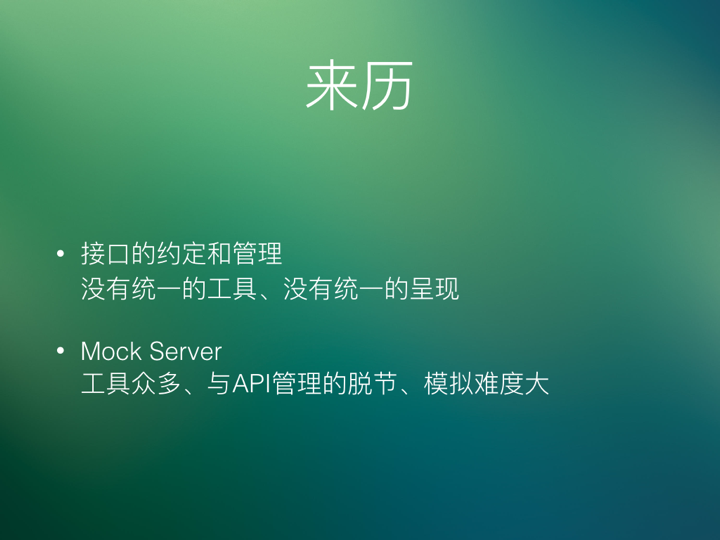 来历
• 接口的约定和管理
没有统一的工具、没有统一的呈现
• Mock Server
工具众多、与API管理的脱节、模拟难度大